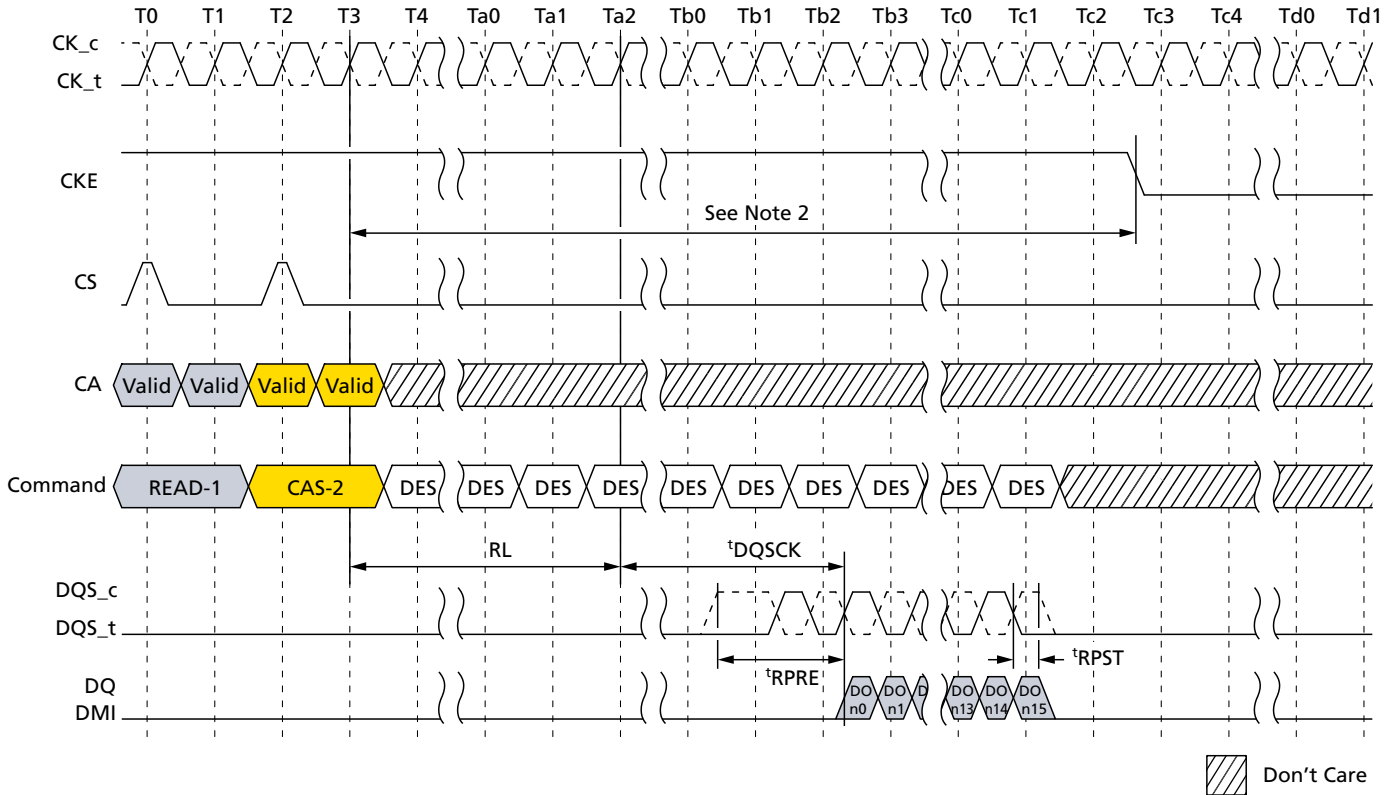 T0 T1 T2 T3 T4 Ta0 Ta1 Ta2 Tb0 Tb1 Tb2 Tb3 Tc0 Tc1 Tc2 Tc3 Tc4 Td0 Td1
CK_c
CK_t
CKE
See Note 2
CS
CA Valid Valid Valid Valid
Command READ-1 CAS-2 DES DES DES DES DES DES DES DES DES DES
RL tDQSCK
DQS_c
DQS_t
tRPRE tRPST
DQ DO DO D DO DO DO
DMI n0 n1 n13 n14 n15
Don't Care